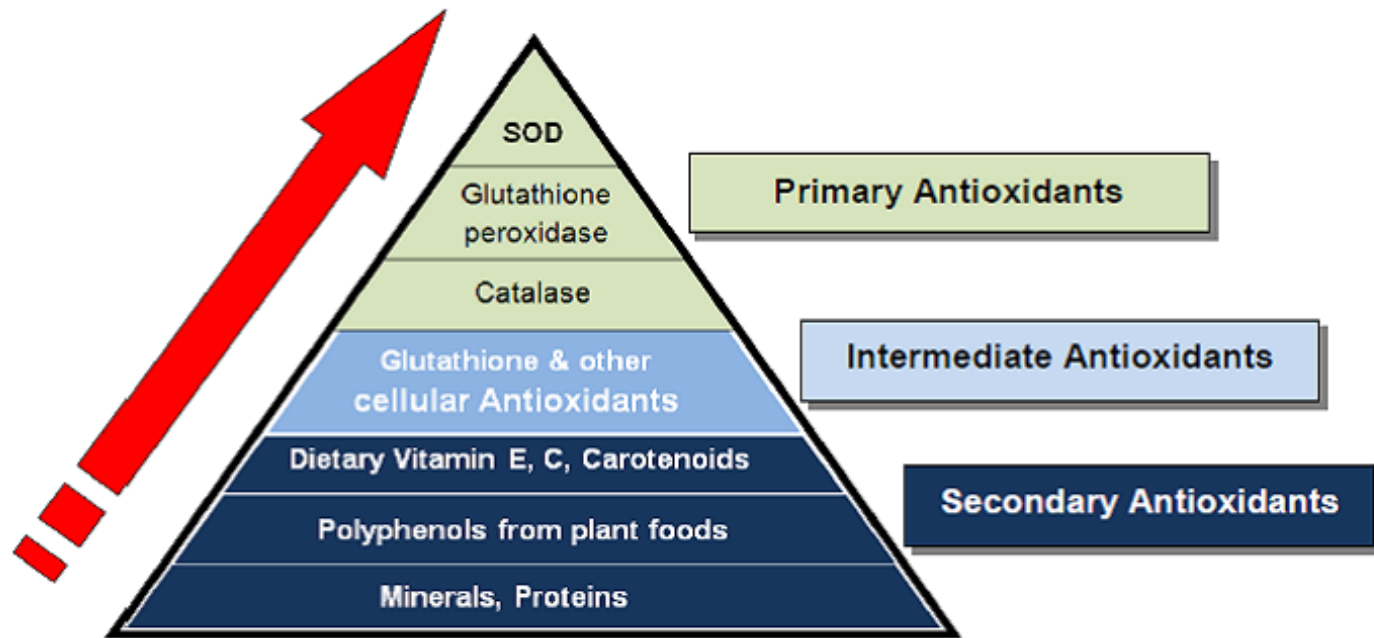 SOD
Glutathione
peroxidase
Catalase
Glutathione & other
cellular Antioxidants
Dietary Vitamin E, C, Carotenoids
Polyphenols from plant foods
Minerals, Proteins
Primary Antioxidants
Intermediate Antioxidants
Secondary Antioxidants